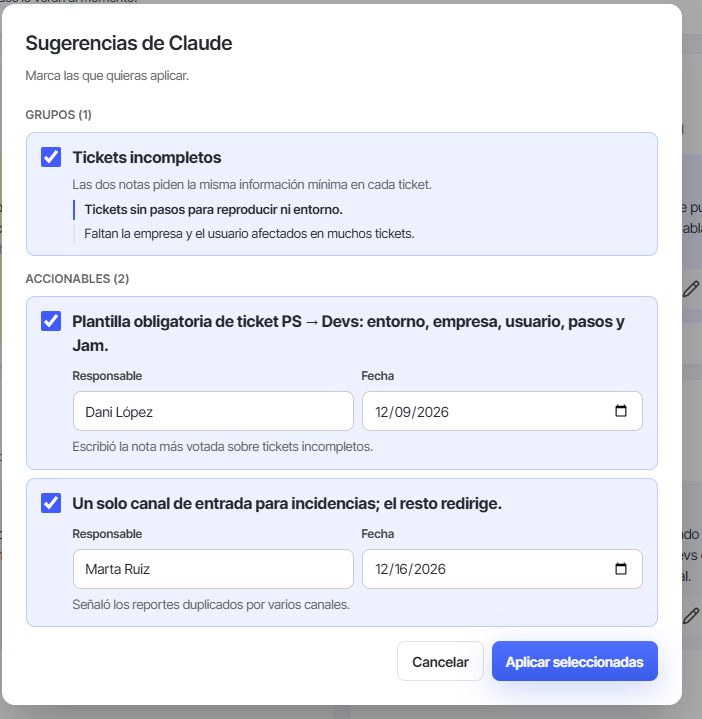 Sugerencias de Claude
Marca las que quieras aplicar.
GRUPOS (1)
Tickets incompletos
Las dos notas piden la misma información mínima en cada ticket.
Tickets sin pasos para reproducir ni entorno.
Faltan la empresa y el usuario afectados en muchos tickets.
ACCIONABLES (2)
Plantilla obligatoria de ticket PS → Devs: entorno, empresa, usuario, pasos y
Jam.
Responsable Fecha
Dani López 12/09/2026
Escribió la nota más votada sobre tickets incompletos.
Un solo canal de entrada para incidencias; el resto redirige.
Responsable Fecha
Marta Ruiz 12/16/2026
Señaló los reportes duplicados por varios canales.
Cancelar Aplicar seleccionadas